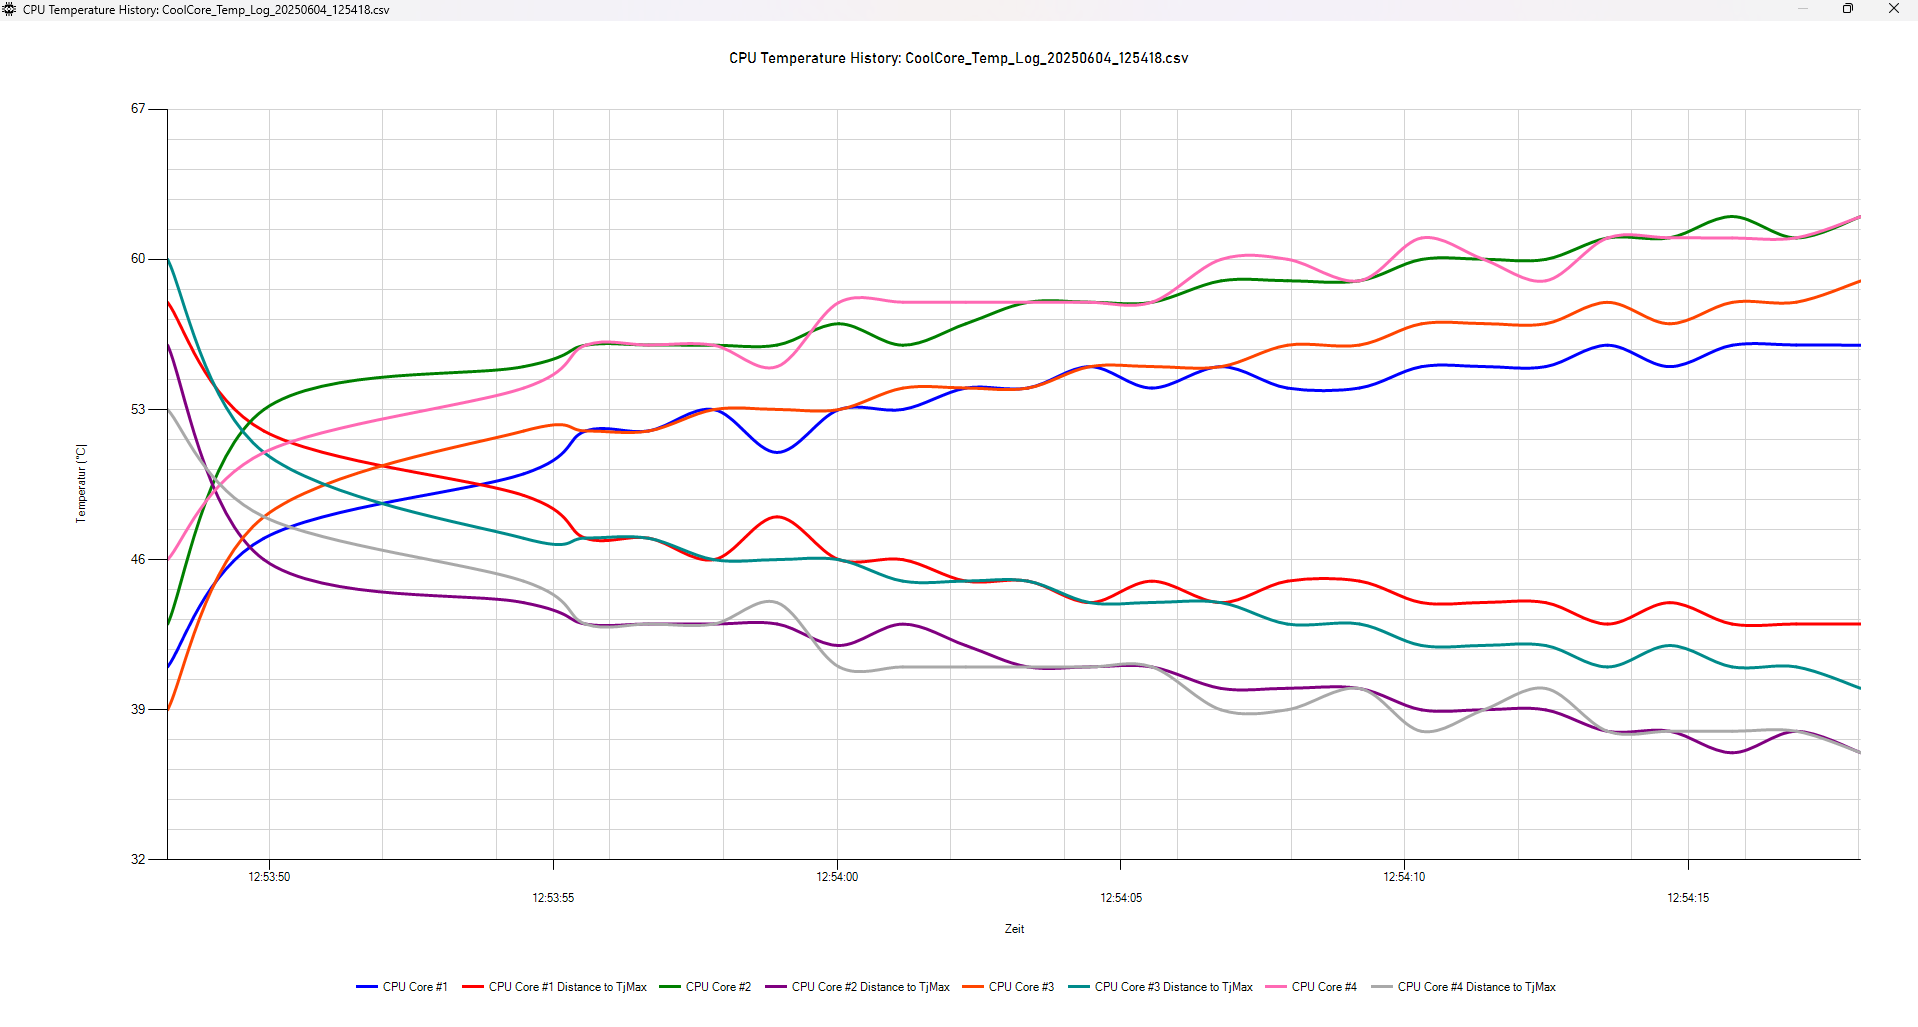 CPU Temperature History: CoolCore_Temp_Log_20250604_125418.csv
CPU Temperature History: CoolCore_Temp_Log_20250604_125418.csv
67
60
53
46
39
32
Temperatur (°C)
12:53:50
12:53:55
12:54:00
12:54:05
12:54:10
12:54:15
Zeit
CPU Core #1 CPU Core #1 Distance to TjMax CPU Core #2 CPU Core #2 Distance to TjMax CPU Core #3 CPU Core #3 Distance to TjMax CPU Core #4 CPU Core #4 Distance to TjMax